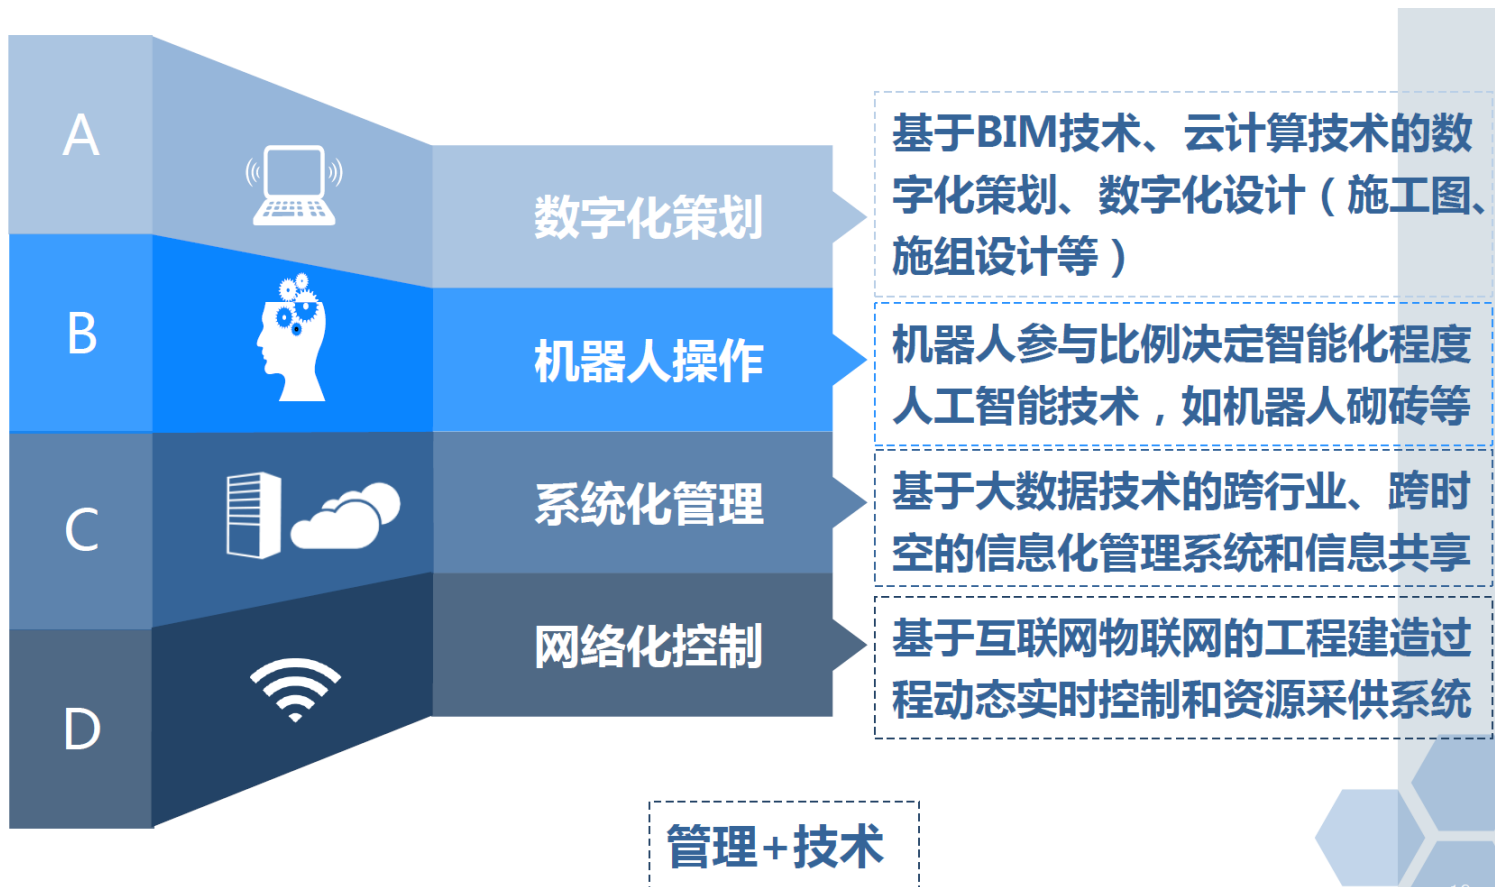 A
数字化策划
基于BIM技术、云计算技术的数
字化策划、数字化设计（施工图、
施组设计等）
B
机器人操作
机器人参与比例决定智能化程度
人工智能技术，如机器人砌砖等
C
系统化管理
基于大数据技术的跨行业、跨时
空的信息化管理系统和信息共享
D
网络化控制
基于互联网物联网的工程建造过
程动态实时控制和资源采供系统
管理+技术